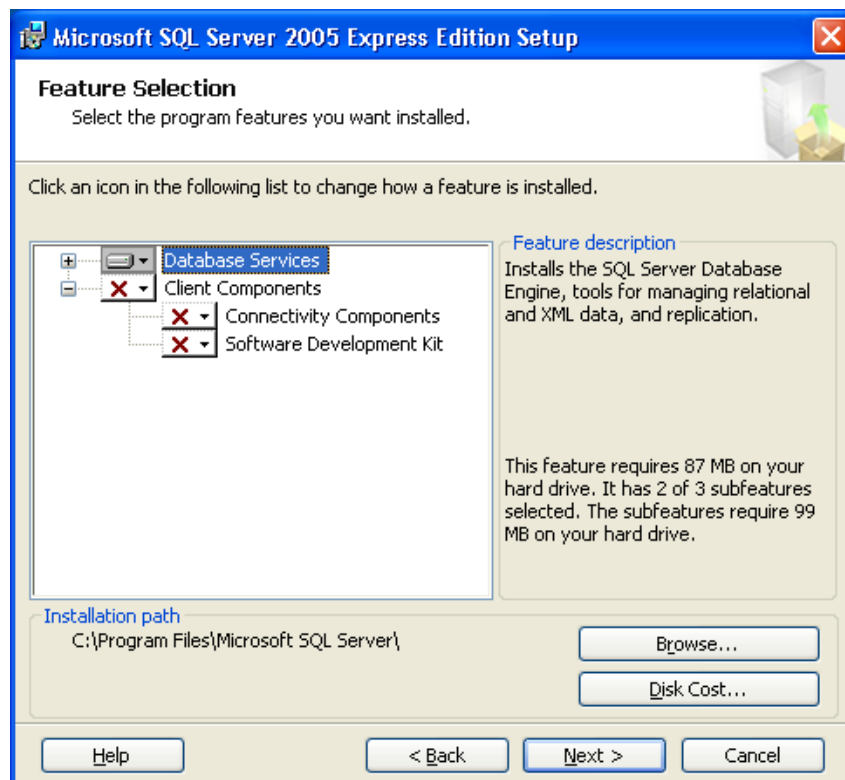 Microsoft SQL Server 2005 Express Edition Setup
Feature Selection
Select the program features you want installed.
Click an icon in the following list to change how a feature is installed.
Database Services
Client Components
Connectivity Components
Software Development Kit
Feature description
Installs the SQL Server Database
Engine, tools for managing relational
and XML data, and replication.
This feature requires 87 MB on your
hard drive. It has 2 of 3 subfeatures
selected. The subfeatures require 99
MB on your hard drive.
Installation path
C:\Program Files\Microsoft SQL Server\
Browse...
Disk Cost...
Help
< Back
Next >
Cancel